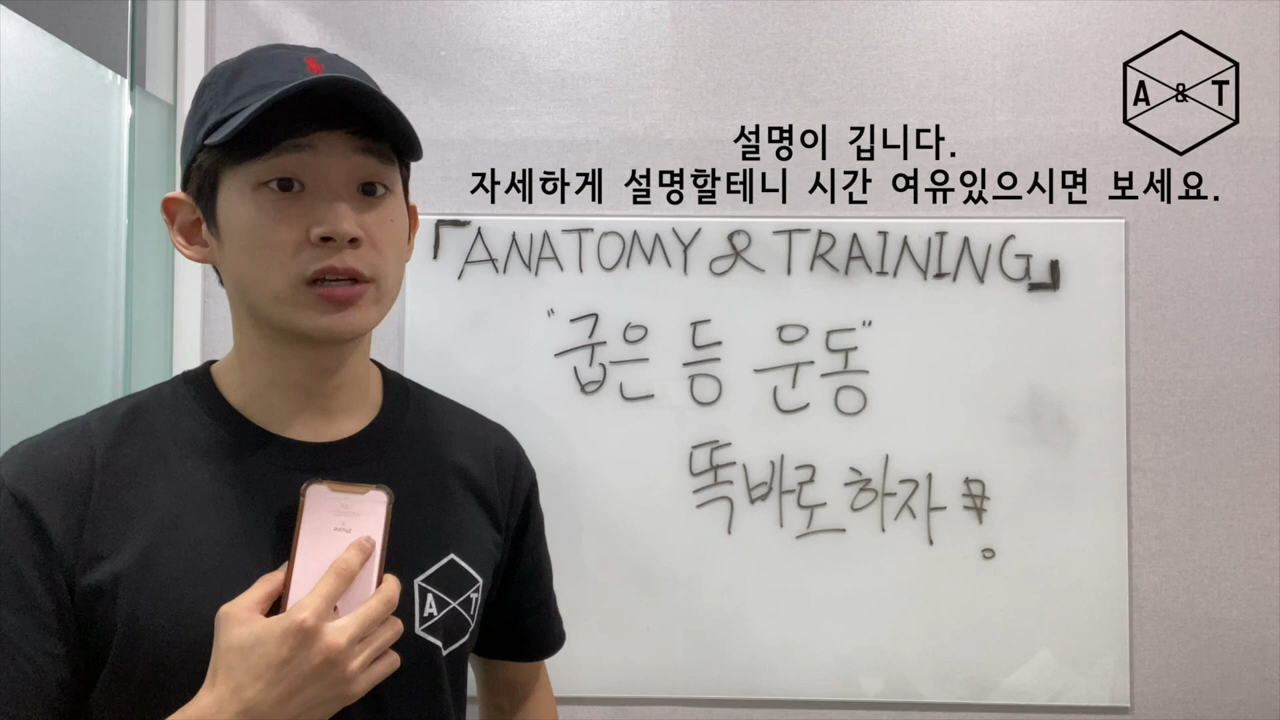 A & T
설명이 깁니다.
자세하게 설명할테니 시간 여유있으시면 보세요.
「ANATOMY & TRAINING」
"굽은 등 운동"
똑바로하자!
A T